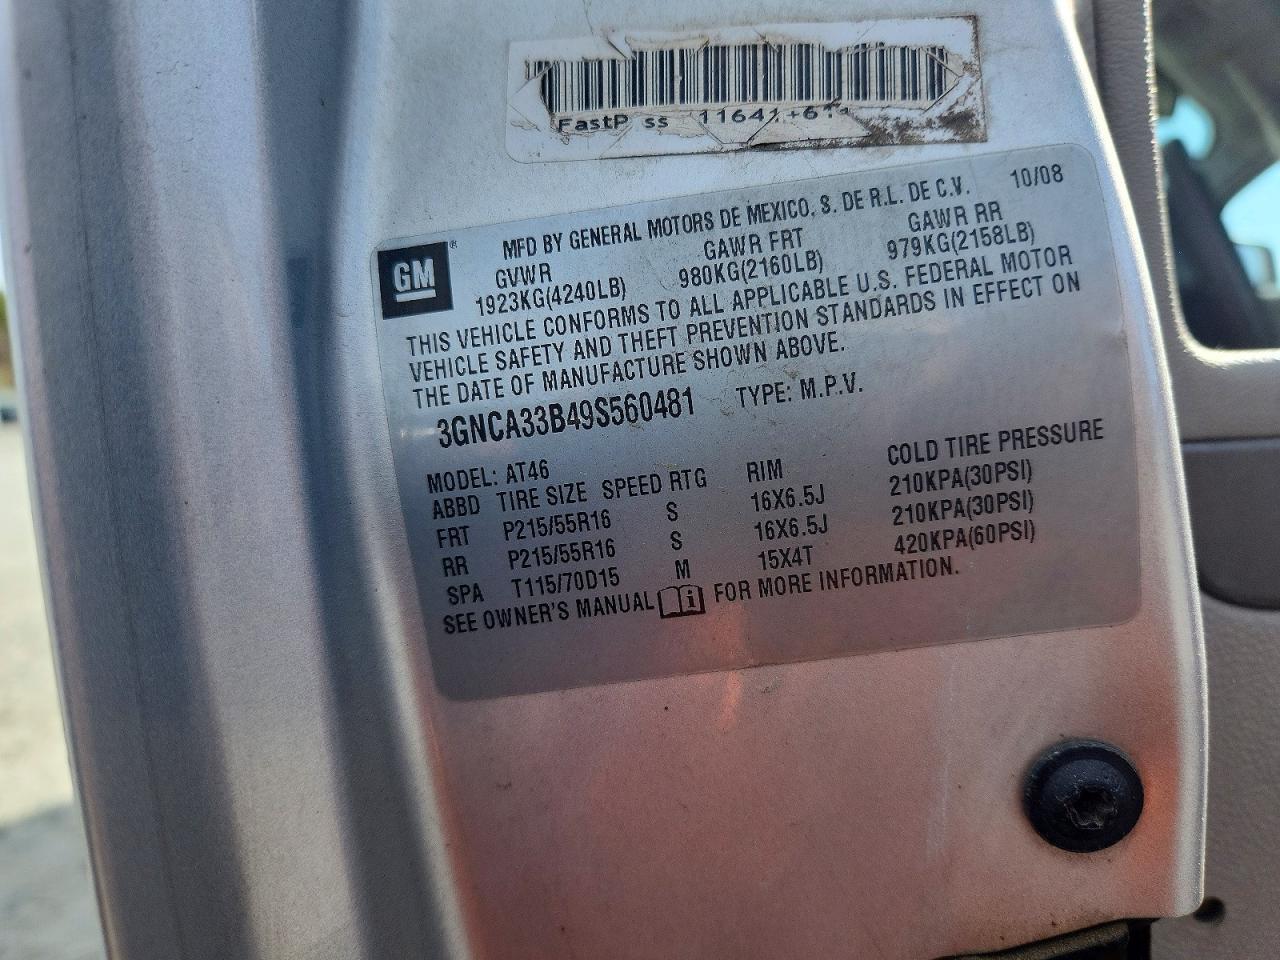 FastP ss 11641+61
MFD BY GENERAL MOTORS DE MEXICO, S. DE R.L. DE C.V. 10/08
GM®
GVWR GAWR FRT GAWR RR
1923KG(4240LB) 980KG(2160LB) 979KG(2158LB)
THIS VEHICLE CONFORMS TO ALL APPLICABLE U.S. FEDERAL MOTOR
VEHICLE SAFETY AND THEFT PREVENTION STANDARDS IN EFFECT ON
THE DATE OF MANUFACTURE SHOWN ABOVE.
3GNCA33B49S560481 TYPE: M.P.V.
MODEL: AT46
ABBD TIRE SIZE SPEED RTG RIM COLD TIRE PRESSURE
FRT P215/55R16 S 16X6.5J 210KPA(30PSI)
RR P215/55R16 S 16X6.5J 210KPA(30PSI)
SPA T115/70D15 M 15X4T 420KPA(60PSI)
SEE OWNER'S MANUAL i FOR MORE INFORMATION.